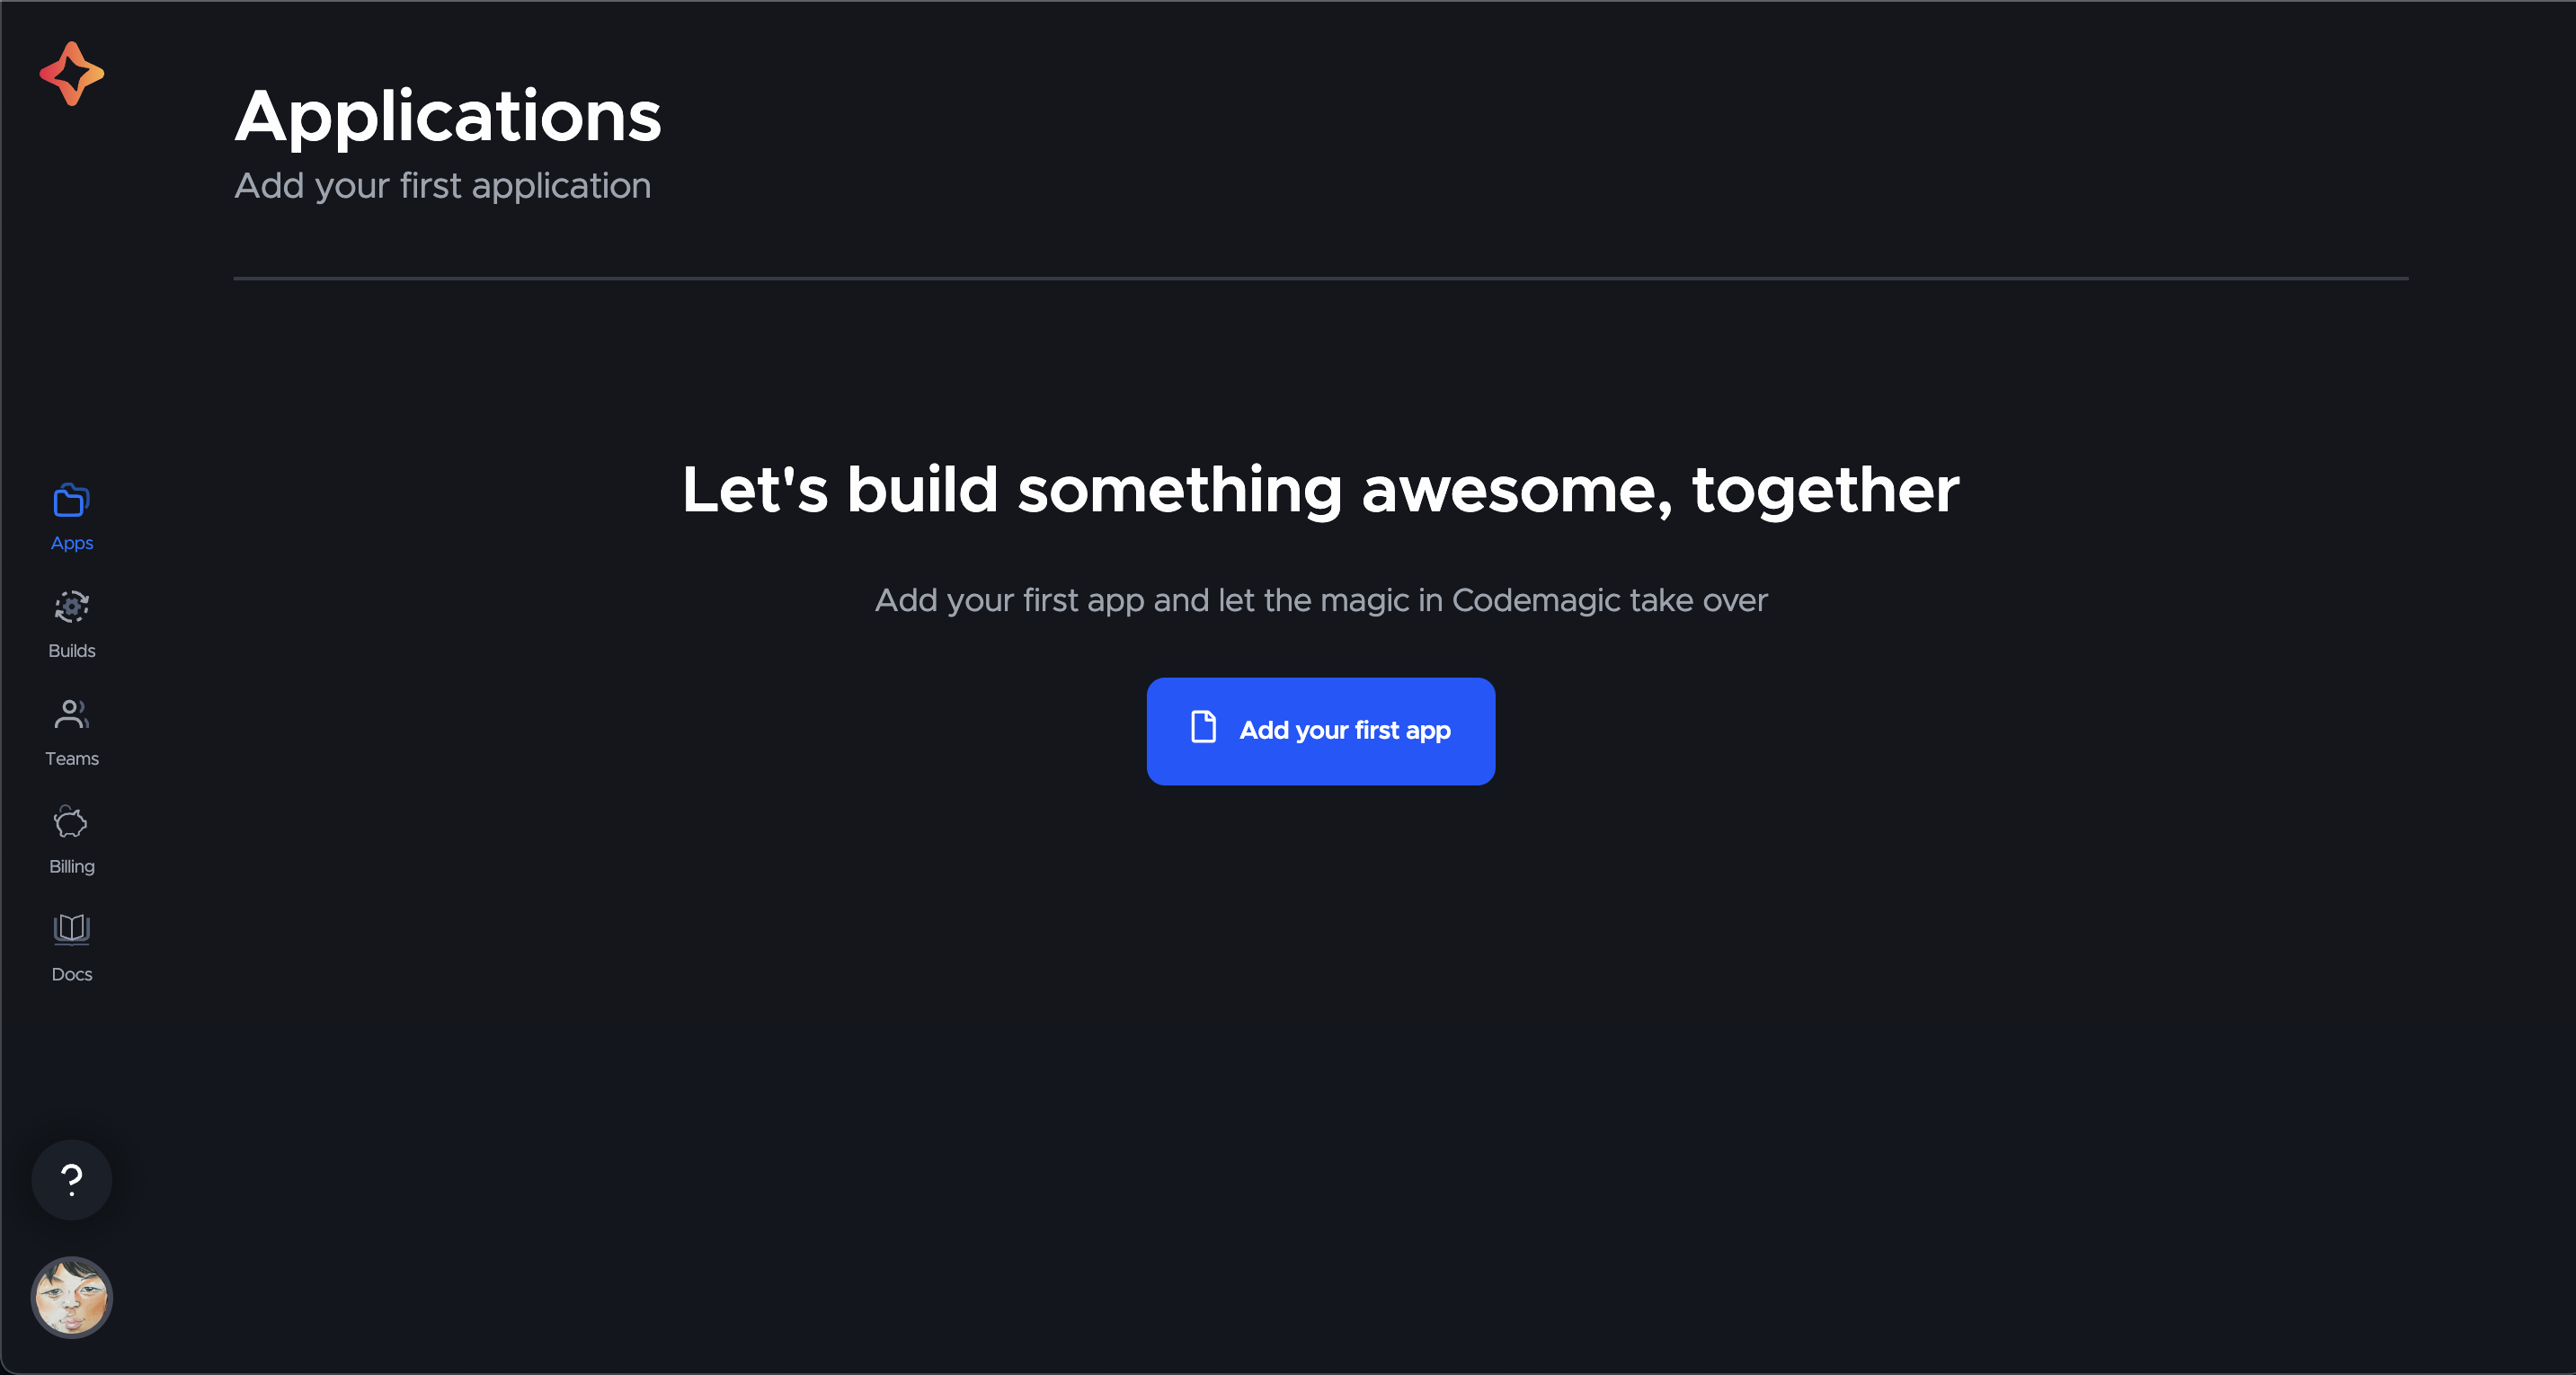 Applications
Add your first application
Let's build something awesome, together
Add your first app and let the magic in Codemagic take over
Add your first app
Apps
Builds
Teams
Billing
Docs
?